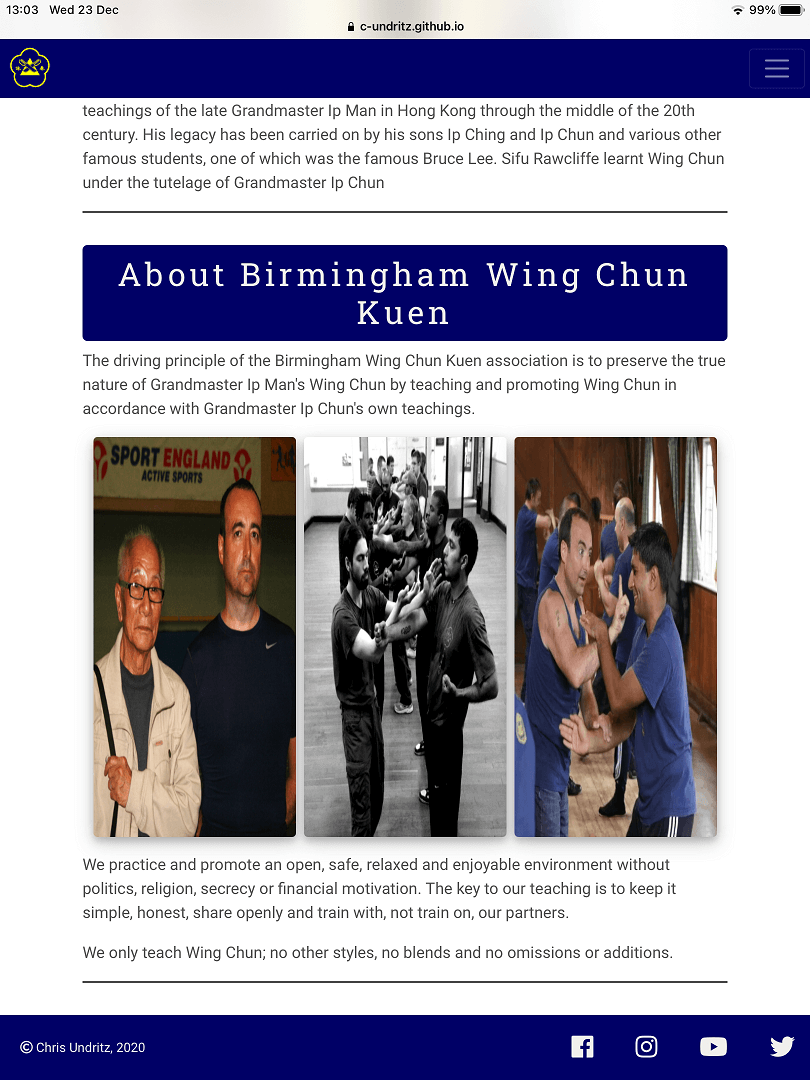 13:03 Wed 23 Dec
99%
c-undritz.github.io
teachings of the late Grandmaster Ip Man in Hong Kong through the middle of the 20th
century. His legacy has been carried on by his sons Ip Ching and Ip Chun and various other
famous students, one of which was the famous Bruce Lee. Sifu Rawcliffe learnt Wing Chun
under the tutelage of Grandmaster Ip Chun
About Birmingham Wing Chun
Kuen
The driving principle of the Birmingham Wing Chun Kuen association is to preserve the true
nature of Grandmaster Ip Man's Wing Chun by teaching and promoting Wing Chun in
accordance with Grandmaster Ip Chun's own teachings.
SPORT ENGLAND
ACTIVE SPORTS
We practice and promote an open, safe, relaxed and enjoyable environment without
politics, religion, secrecy or financial motivation. The key to our teaching is to keep it
simple, honest, share openly and train with, not train on, our partners.
We only teach Wing Chun; no other styles, no blends and no omissions or additions.
© Chris Undritz, 2020